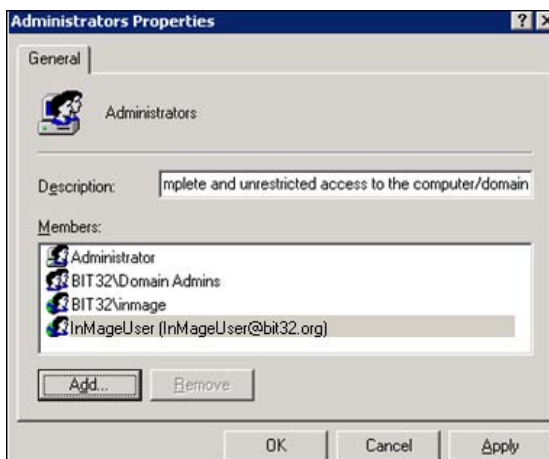 Administrators Properties
General
Administrators
Description: mplete and unrestricted access to the computer/domain
Members:
Administrator
BIT32\Domain Admins
BIT32\inmage
InMageUser (InMageUser@bit32.org)
Add... Remove
OK Cancel Apply